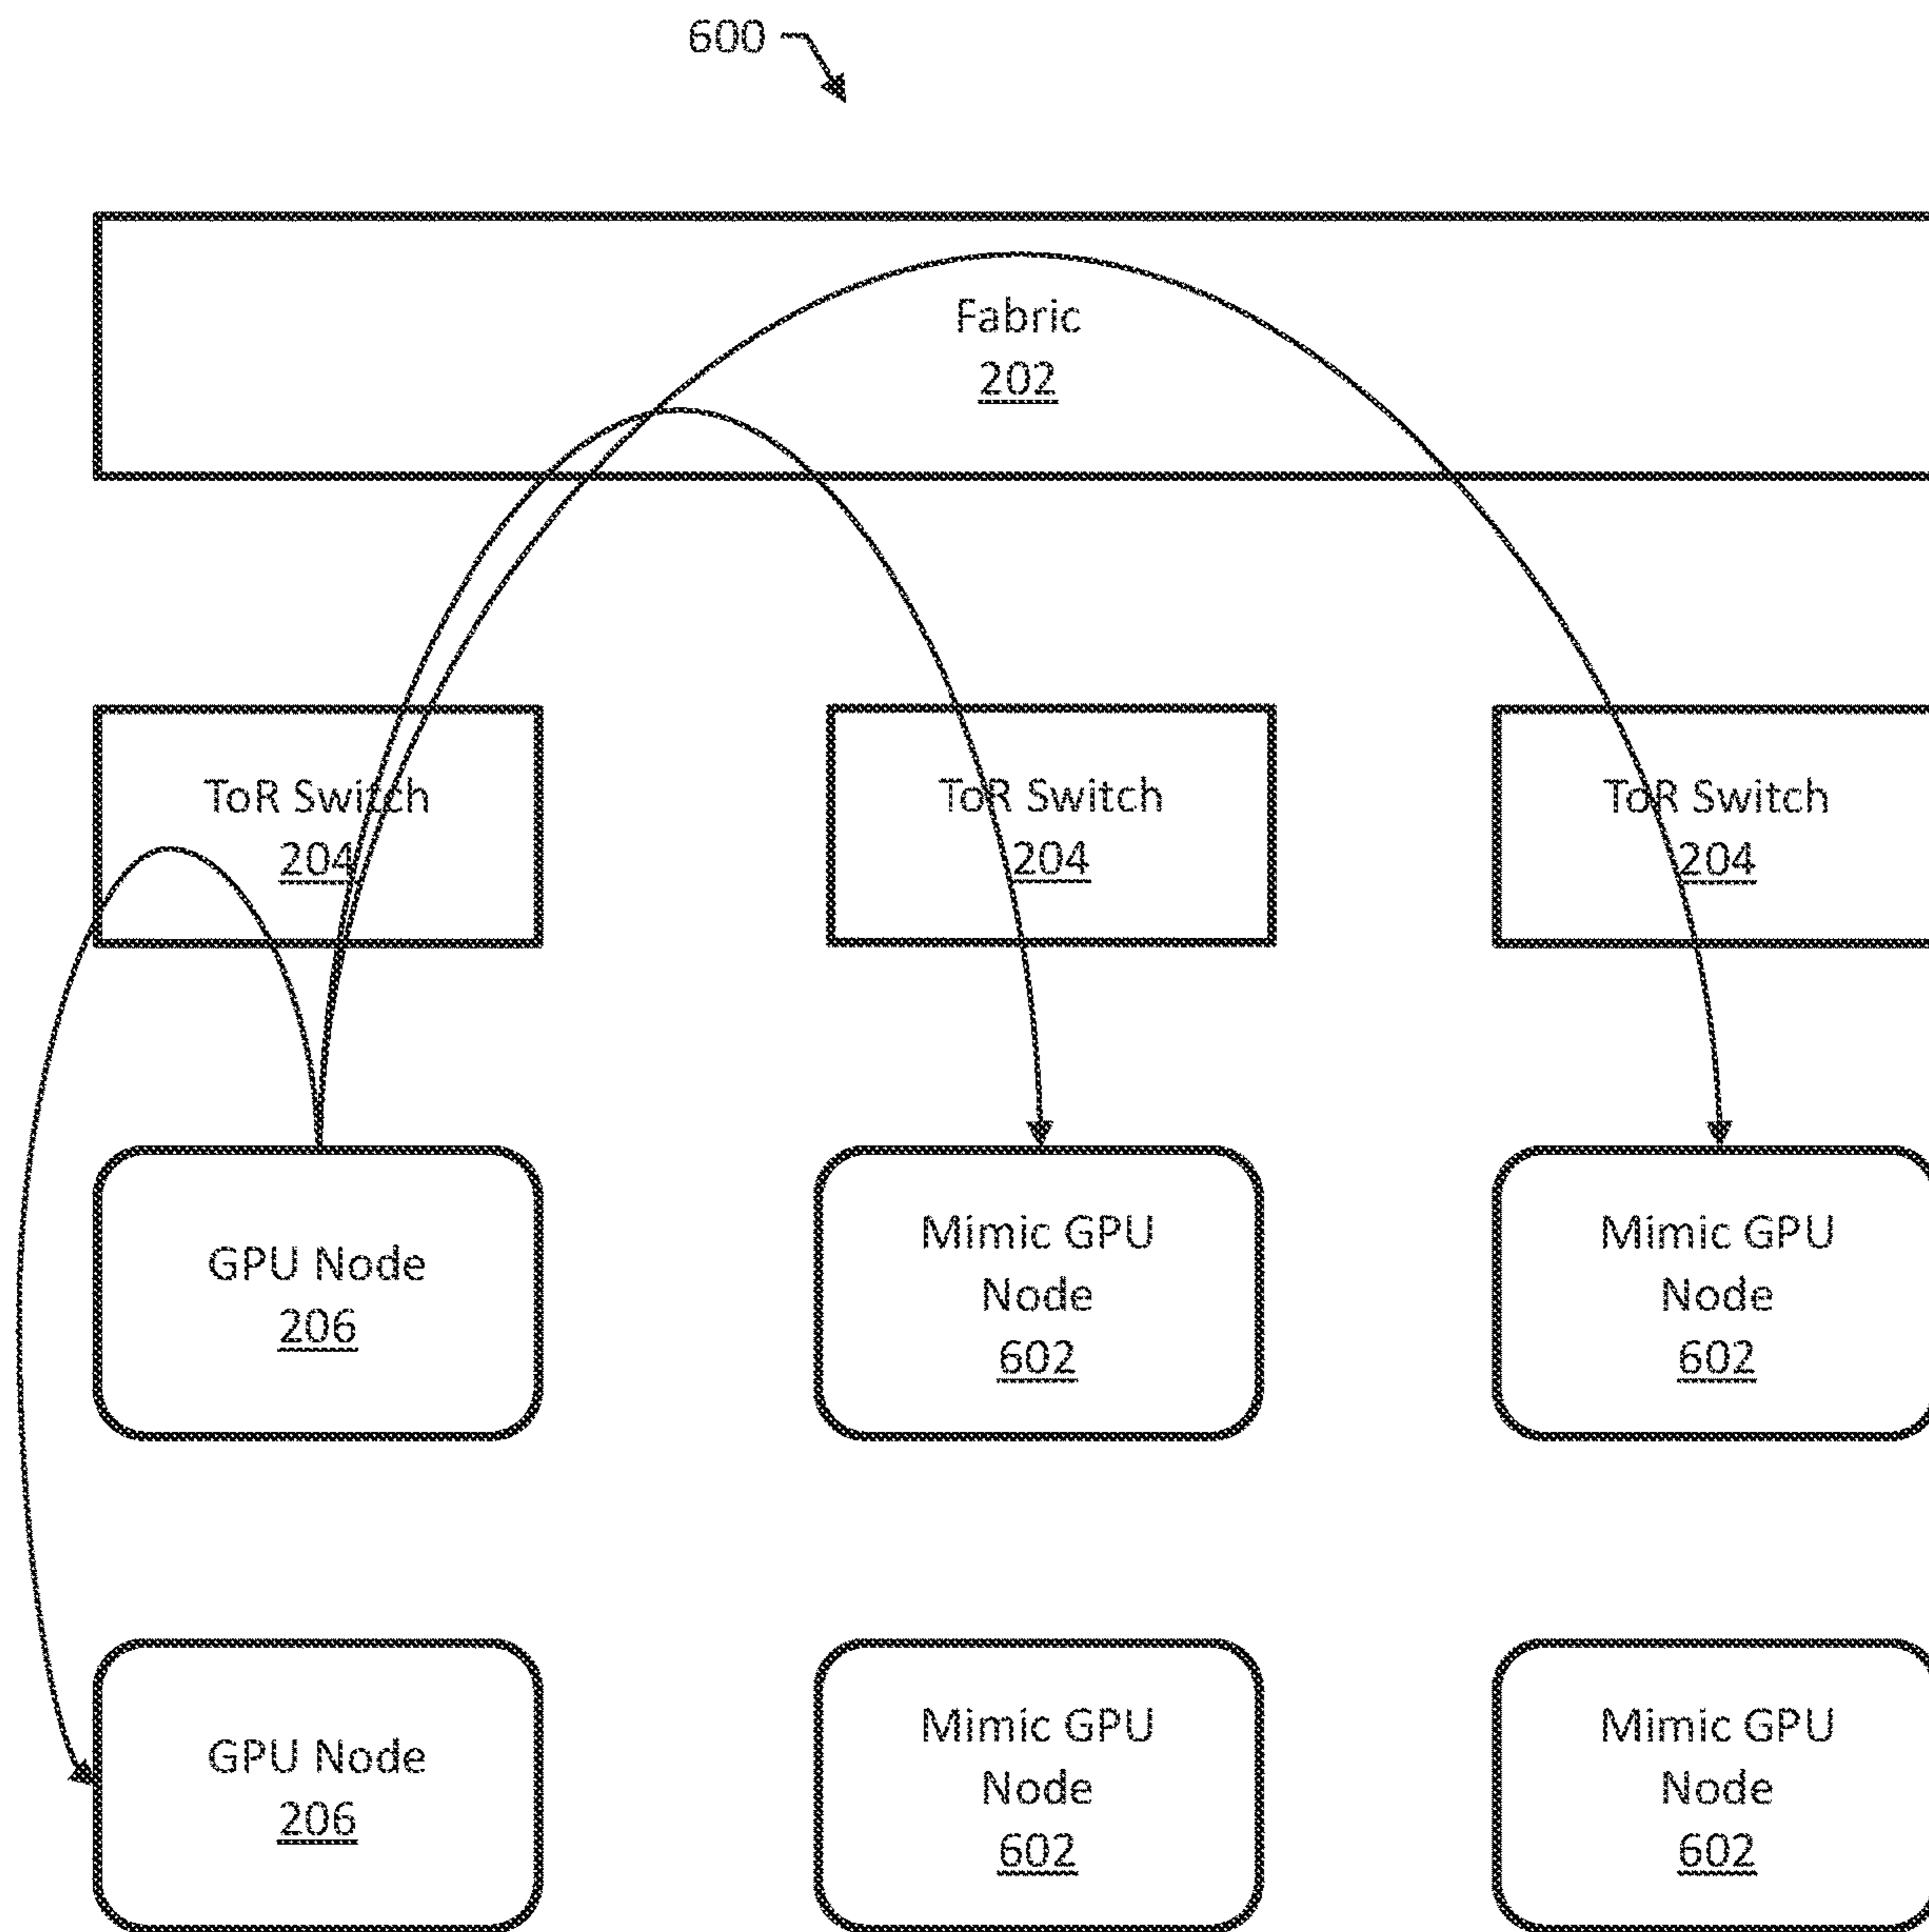 600
Fabric
202
ToR Switch
204
ToR Switch
204
ToR Switch
204
GPU Node
206
Mimic GPU
Node
602
Mimic GPU
Node
602
GPU Node
206
Mimic GPU
Node
602
Mimic GPU
Node
602